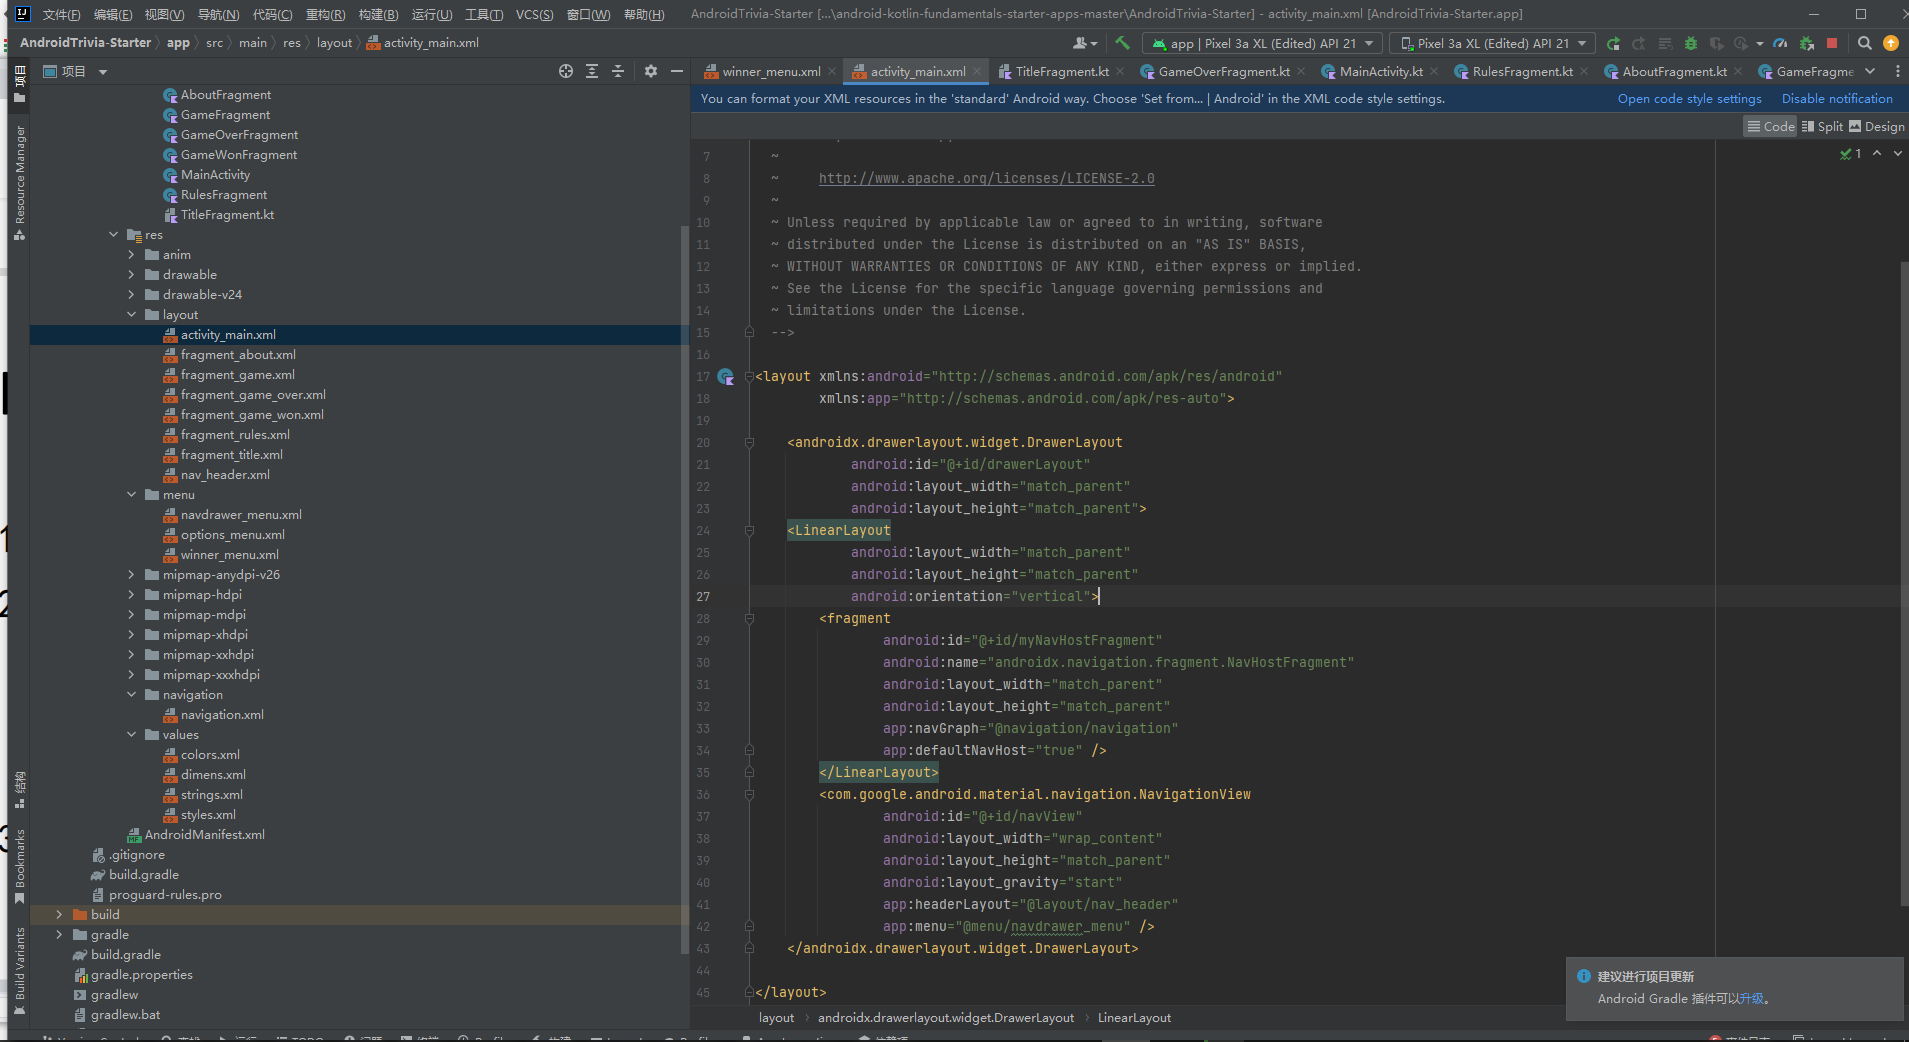 文件(F) 编辑(E) 视图(V) 导航(N) 代码(C) 重构(R) 构建(B) 运行(U) 工具(T) VCS(S) 窗口(W) 帮助(H) AndroidTrivia-Starter [...\android-kotlin-fundamentals-starter-apps-master\AndroidTrivia-Starter] - activity_main.xml [AndroidTrivia-Starter.app]
AndroidTrivia-Starter app src main res layout activity_main.xml
app | Pixel 3a XL (Edited) API 21
Pixel 3a XL (Edited) API 21
项目
Resource Manager
结构
Bookmarks
Build Variants
项目
AboutFragment
GameFragment
GameOverFragment
GameWonFragment
MainActivity
RulesFragment
TitleFragment.kt
res
anim
drawable
drawable-v24
layout
activity_main.xml
fragment_about.xml
fragment_game.xml
fragment_game_over.xml
fragment_game_won.xml
fragment_rules.xml
fragment_title.xml
nav_header.xml
menu
navdrawer_menu.xml
options_menu.xml
winner_menu.xml
mipmap-anydpi-v26
mipmap-hdpi
mipmap-mdpi
mipmap-xhdpi
mipmap-xxhdpi
mipmap-xxxhdpi
navigation
navigation.xml
values
colors.xml
dimens.xml
strings.xml
styles.xml
AndroidManifest.xml
.gitignore
build.gradle
proguard-rules.pro
build
gradle
build.gradle
gradle.properties
gradlew
gradlew.bat
winner_menu.xml activity_main.xml TitleFragment.kt GameOverFragment.kt MainActivity.kt RulesFragment.kt AboutFragment.kt GameFragme
You can format your XML resources in the 'standard' Android way. Choose 'Set from... | Android' in the XML code style settings. Open code style settings Disable notification
Code Split Design
1
7 ~
8 ~ http://www.apache.org/licenses/LICENSE-2.0
9 ~
10 ~ Unless required by applicable law or agreed to in writing, software
11 ~ distributed under the License is distributed on an "AS IS" BASIS,
12 ~ WITHOUT WARRANTIES OR CONDITIONS OF ANY KIND, either express or implied.
13 ~ See the License for the specific language governing permissions and
14 ~ limitations under the License.
15 -->
16
17 <layout xmlns:android="http://schemas.android.com/apk/res/android"
18 xmlns:app="http://schemas.android.com/apk/res-auto">
19
20 <androidx.drawerlayout.widget.DrawerLayout
21 android:id="@+id/drawerLayout"
22 android:layout_width="match_parent"
23 android:layout_height="match_parent">
24 <LinearLayout
25 android:layout_width="match_parent"
26 android:layout_height="match_parent"
27 android:orientation="vertical">
28 <fragment
29 android:id="@+id/myNavHostFragment"
30 android:name="androidx.navigation.fragment.NavHostFragment"
31 android:layout_width="match_parent"
32 android:layout_height="match_parent"
33 app:navGraph="@navigation/navigation"
34 app:defaultNavHost="true" />
35 </LinearLayout>
36 <com.google.android.material.navigation.NavigationView
37 android:id="@+id/navView"
38 android:layout_width="wrap_content"
39 android:layout_height="match_parent"
40 android:layout_gravity="start"
41 app:headerLayout="@layout/nav_header"
42 app:menu="@menu/navdrawer_menu" />
43 </androidx.drawerlayout.widget.DrawerLayout>
44
45 </layout>
建议进行项目更新
Android Gradle 插件可以升级。
layout androidx.drawerlayout.widget.DrawerLayout LinearLayout